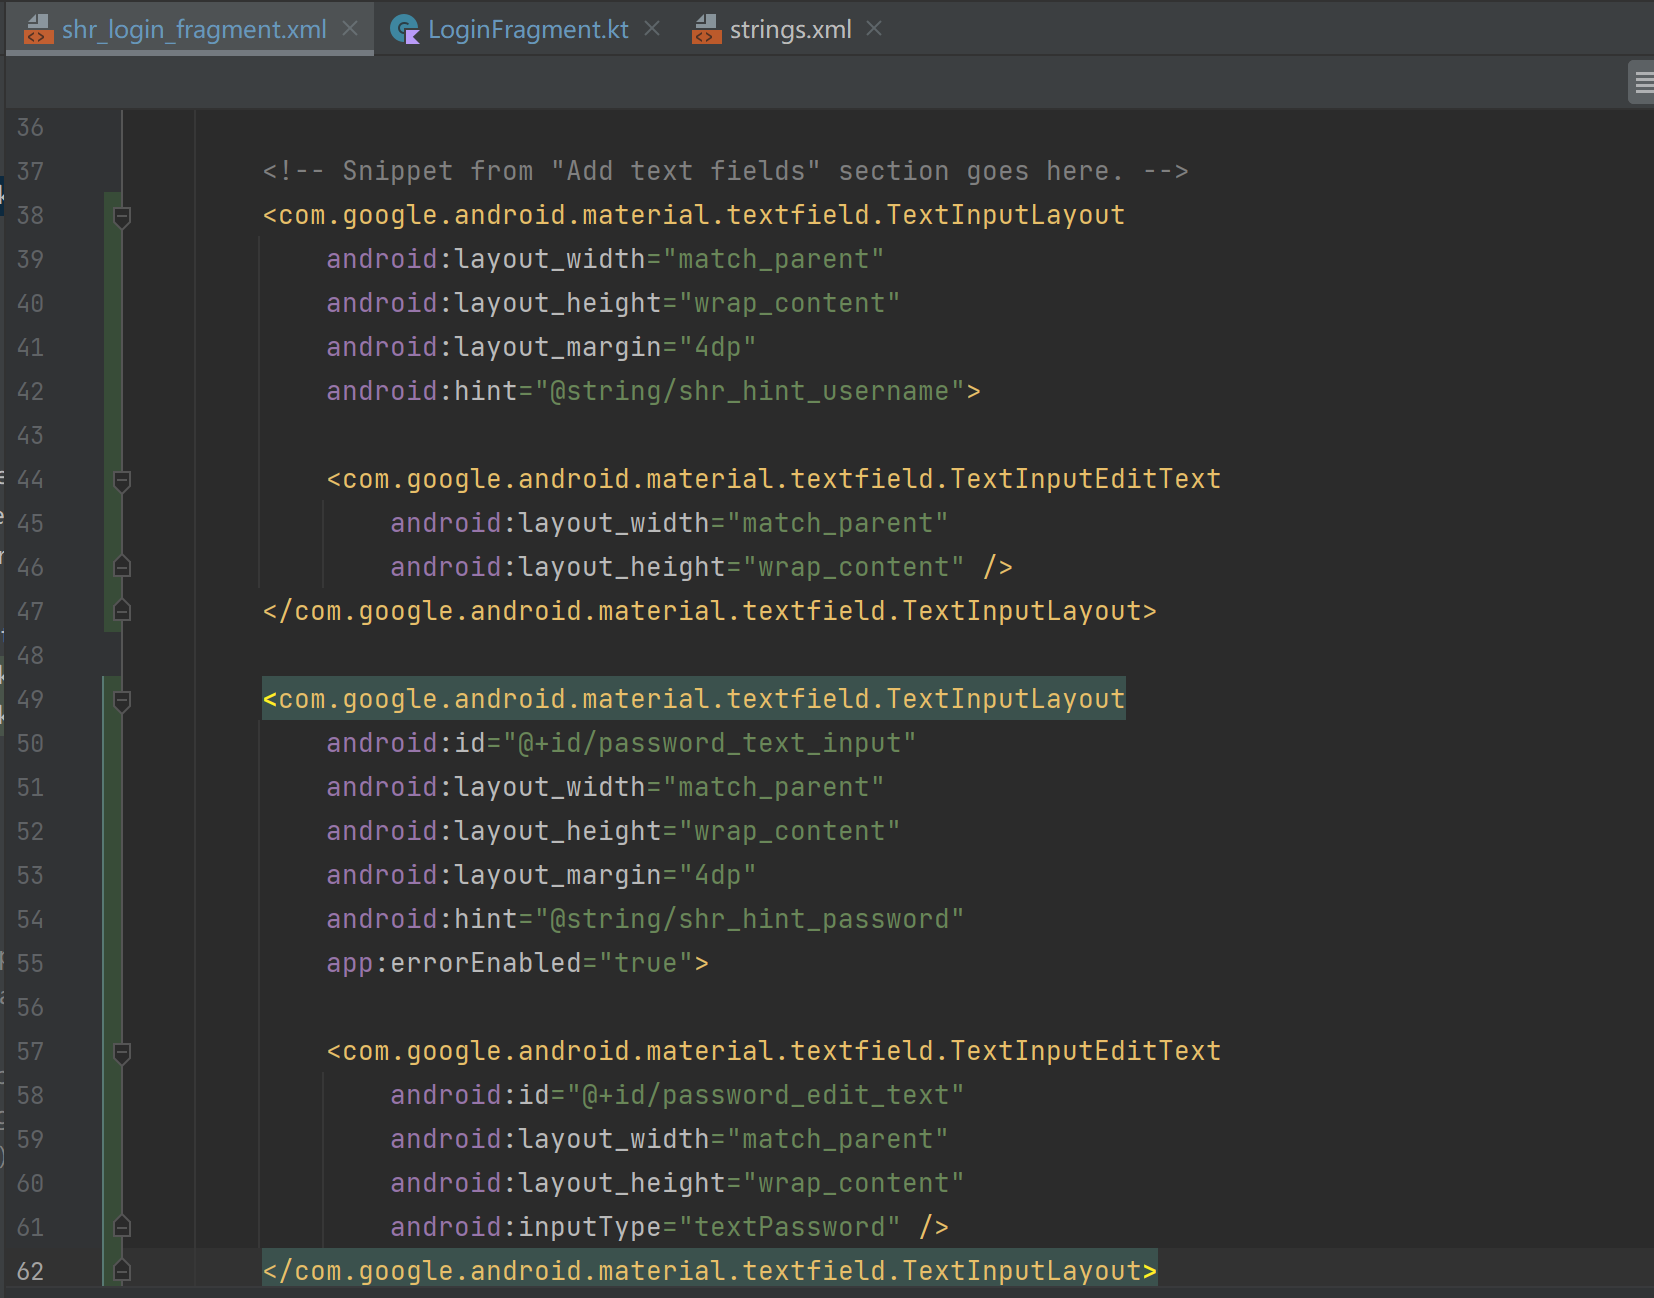 shr_login_fragment.xml LoginFragment.kt strings.xml
36
37 <!-- Snippet from "Add text fields" section goes here. -->
38 <com.google.android.material.textfield.TextInputLayout
39 android:layout_width="match_parent"
40 android:layout_height="wrap_content"
41 android:layout_margin="4dp"
42 android:hint="@string/shr_hint_username">
43
44 <com.google.android.material.textfield.TextInputEditText
45 android:layout_width="match_parent"
46 android:layout_height="wrap_content" />
47 </com.google.android.material.textfield.TextInputLayout>
48
49 <com.google.android.material.textfield.TextInputLayout
50 android:id="@+id/password_text_input"
51 android:layout_width="match_parent"
52 android:layout_height="wrap_content"
53 android:layout_margin="4dp"
54 android:hint="@string/shr_hint_password"
55 app:errorEnabled="true">
56
57 <com.google.android.material.textfield.TextInputEditText
58 android:id="@+id/password_edit_text"
59 android:layout_width="match_parent"
60 android:layout_height="wrap_content"
61 android:inputType="textPassword" />
62 </com.google.android.material.textfield.TextInputLayout>